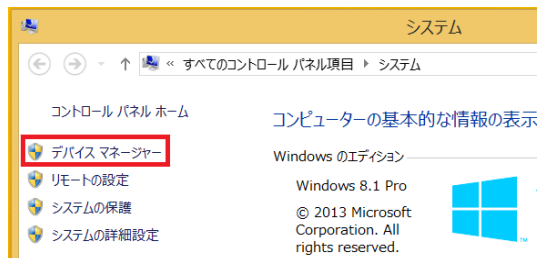 システム
« すべてのコントロール パネル項目 ▸ システム
コントロール パネル ホーム
デバイス マネージャー
リモートの設定
システムの保護
システムの詳細設定
コンピューターの基本的な情報の表示
Windows のエディション
Windows 8.1 Pro
© 2013 Microsoft
Corporation. All
rights reserved.